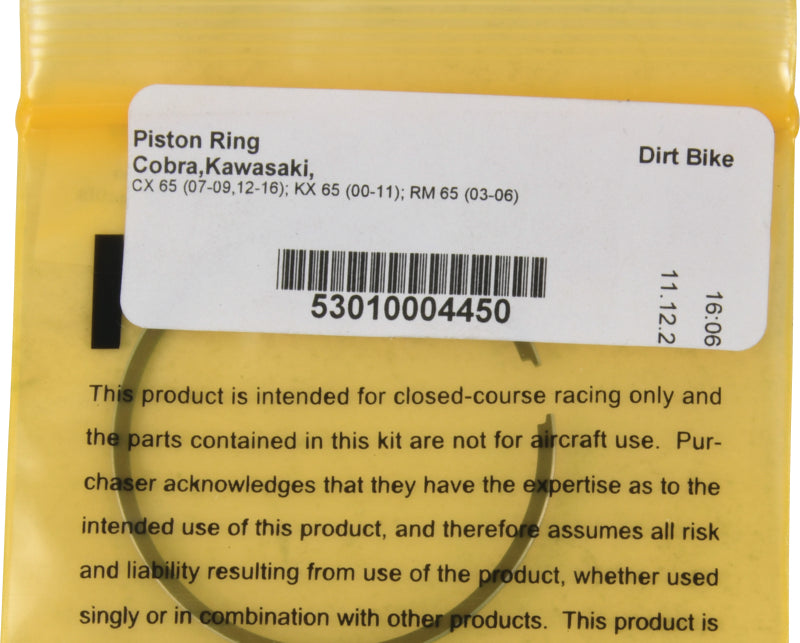 Piston Ring
Dirt Bike
Cobra,Kawasaki,
CX 65 (07-09,12-16); KX 65 (00-11); RM 65 (03-06)
53010004450
11.12.2
16:06
This product is intended for closed-course racing only and
the parts contained in this kit are not for aircraft use. Pur-
chaser acknowledges that they have the expertise as to the
intended use of this product, and therefore assumes all risk
and liability resulting from use of the product, whether used
singly or in combination with other products. This product is